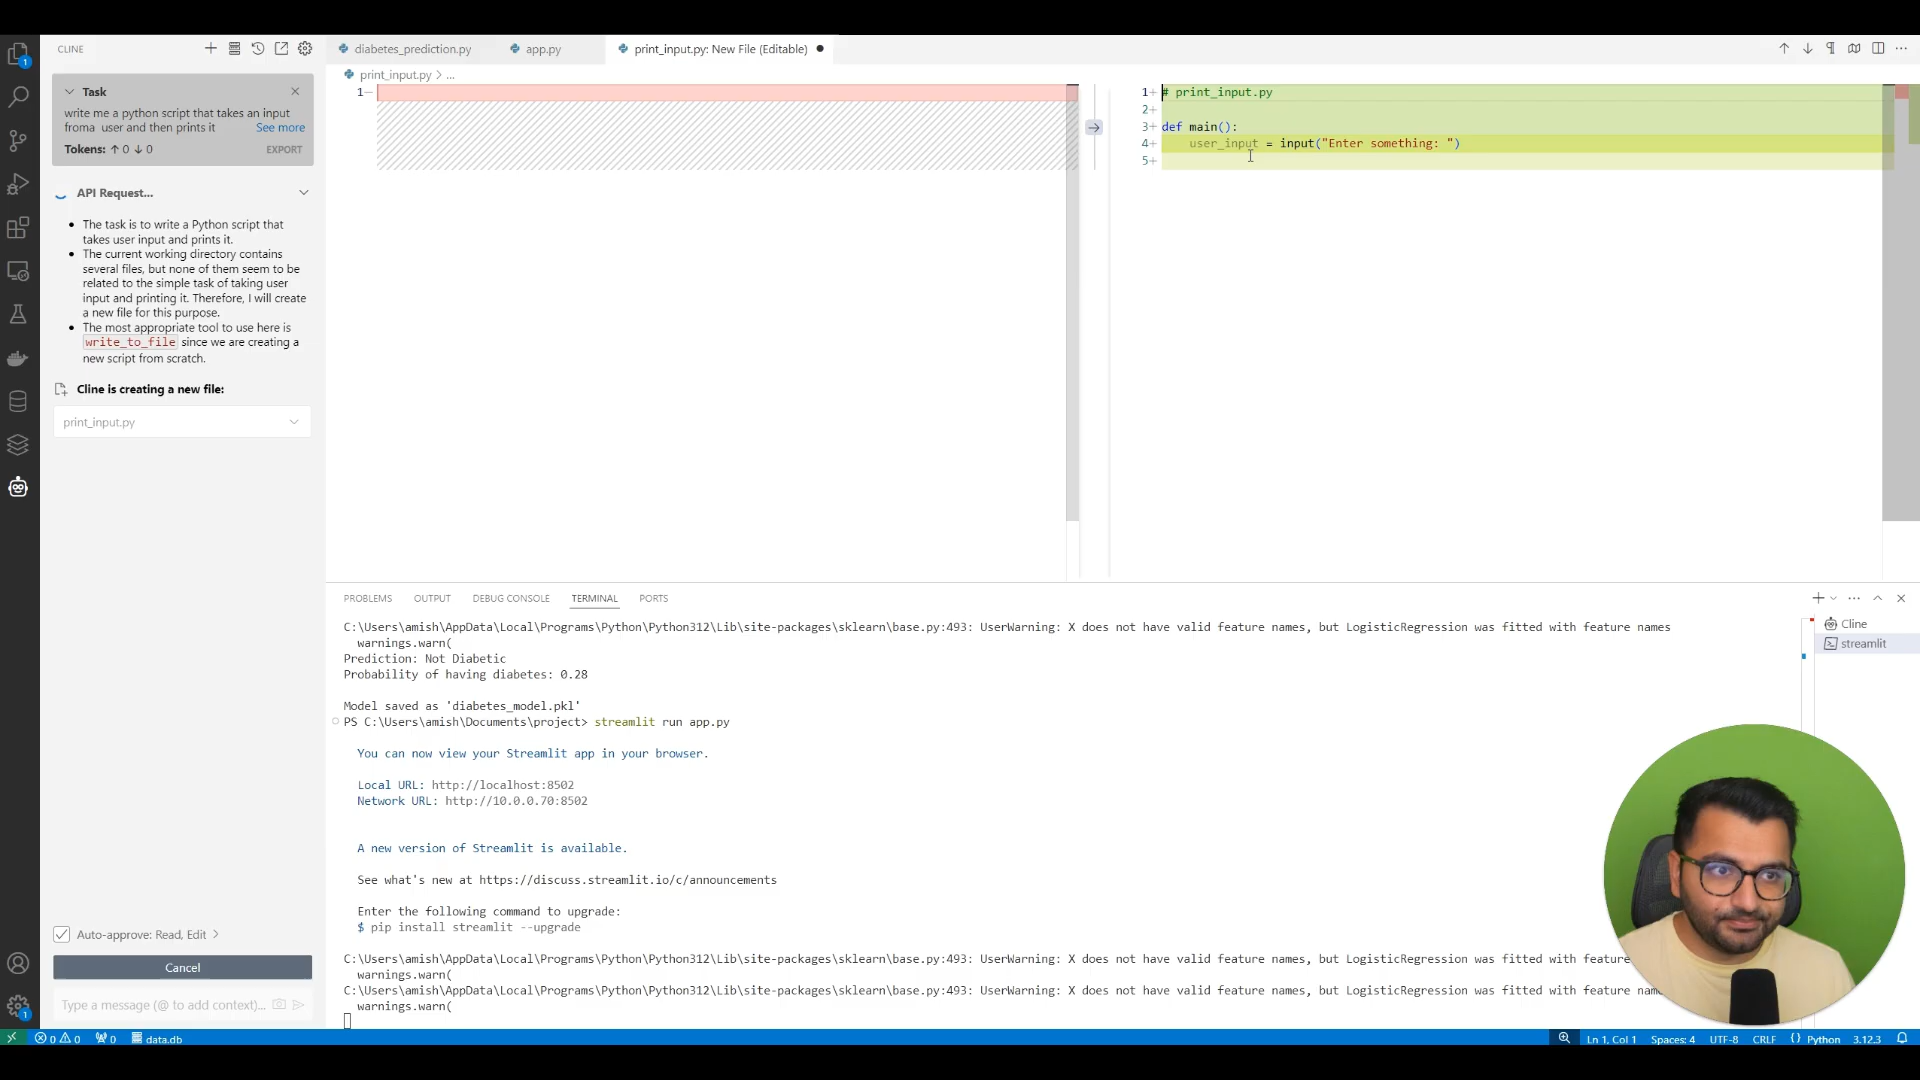 CLINE
diabetes_prediction.py
app.py
print_input.py: New File (Editable)
print_input.py > ...
Task
write me a python script that takes an input
froma user and then prints it
See more
Tokens: ↑ 0 ↓ 0
EXPORT
API Request...
The task is to write a Python script that
takes user input and prints it.
The current working directory contains
several files, but none of them seem to be
related to the simple task of taking user
input and printing it. Therefore, I will create
a new file for this purpose.
The most appropriate tool to use here is
write_to_file since we are creating a
new script from scratch.
Cline is creating a new file:
print_input.py
Auto-approve: Read, Edit >
Cancel
Type a message (@ to add context)...
1
1+ # print_input.py
2+
3+ def main():
4+ user_input = input("Enter something: ")
5+
PROBLEMS
OUTPUT
DEBUG CONSOLE
TERMINAL
PORTS
C:\Users\amish\AppData\Local\Programs\Python\Python312\Lib\site-packages\sklearn\base.py:493: UserWarning: X does not have valid feature names, but LogisticRegression was fitted with feature names
warnings.warn(
Prediction: Not Diabetic
Probability of having diabetes: 0.28
Model saved as 'diabetes_model.pkl'
PS C:\Users\amish\Documents\project> streamlit run app.py
You can now view your Streamlit app in your browser.
Local URL: http://localhost:8502
Network URL: http://10.0.0.70:8502
A new version of Streamlit is available.
See what's new at https://discuss.streamlit.io/c/announcements
Enter the following command to upgrade:
$ pip install streamlit --upgrade
C:\Users\amish\AppData\Local\Programs\Python\Python312\Lib\site-packages\sklearn\base.py:493: UserWarning: X does not have valid feature names, but LogisticRegression was fitted with feature
warnings.warn(
C:\Users\amish\AppData\Local\Programs\Python\Python312\Lib\site-packages\sklearn\base.py:493: UserWarning: X does not have valid feature names, but LogisticRegression was fitted with feature
warnings.warn(
Cline
streamlit
1
1
0 0
0
data.db
Ln 1, Col 1
Spaces: 4
UTF-8
CRLF
Python
3.12.3